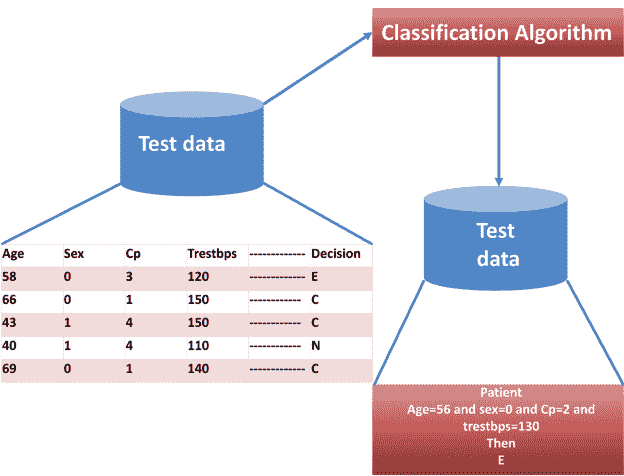 Classification Algorithm
Test data
Test
data
Age Sex Cp Trestbps ------------- Decision
58 0 3 120 ------------- E
66 0 1 150 ------------ C
43 1 4 150 ------------ C
40 1 4 110 ------------ N
69 0 1 140 ------------- C
Patient
Age=56 and sex=0 and Cp=2 and
trestbps=130
Then
E